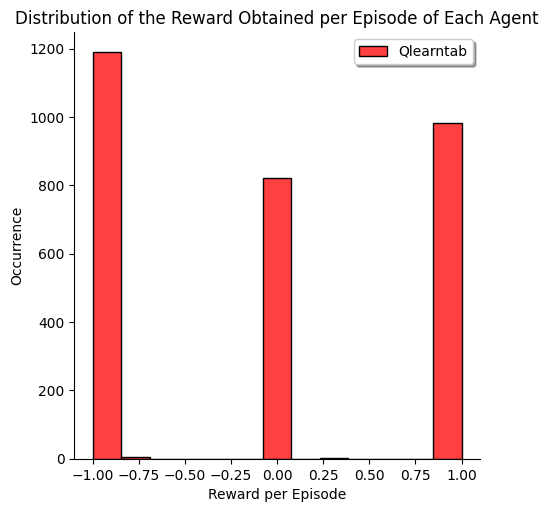 Distribution of the Reward Obtained per Episode of Each Agent
Qlearntab
1200
1000
800
600
400
200
0
Occurrence
−1.00 −0.75 −0.50 −0.25 0.00 0.25 0.50 0.75 1.00
Reward per Episode